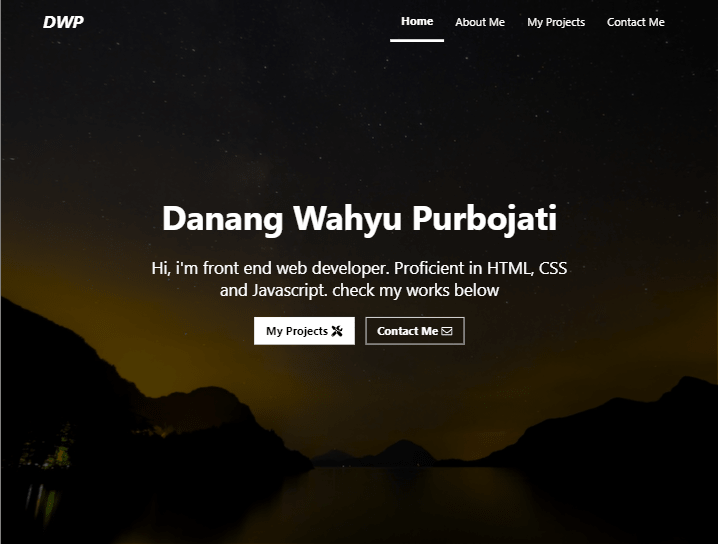 DWP
Home
About Me
My Projects
Contact Me
Danang Wahyu Purbojati
Hi, i'm front end web developer. Proficient in HTML, CSS
and Javascript. check my works below
My Projects
Contact Me